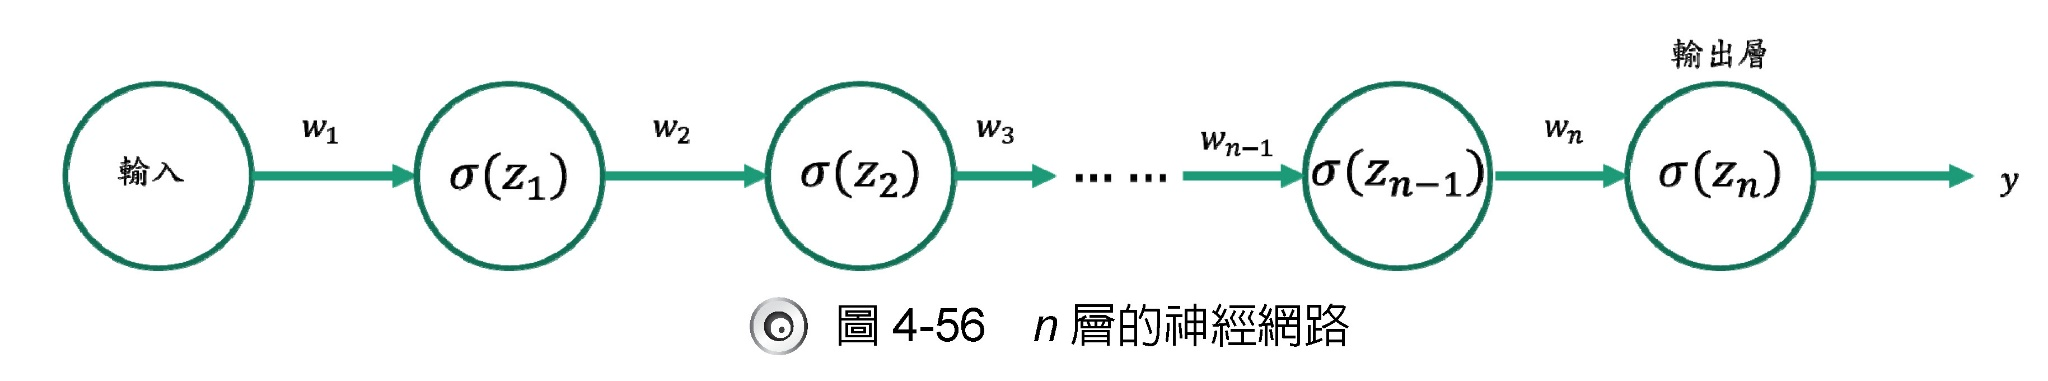 輸出層
輸入 w₁ σ(z₁) w₂ σ(z₂) w₃ ⋯ ⋯ wₙ₋₁ σ(zₙ₋₁) wₙ σ(zₙ) y
圖 4-56 n 層的神經網路